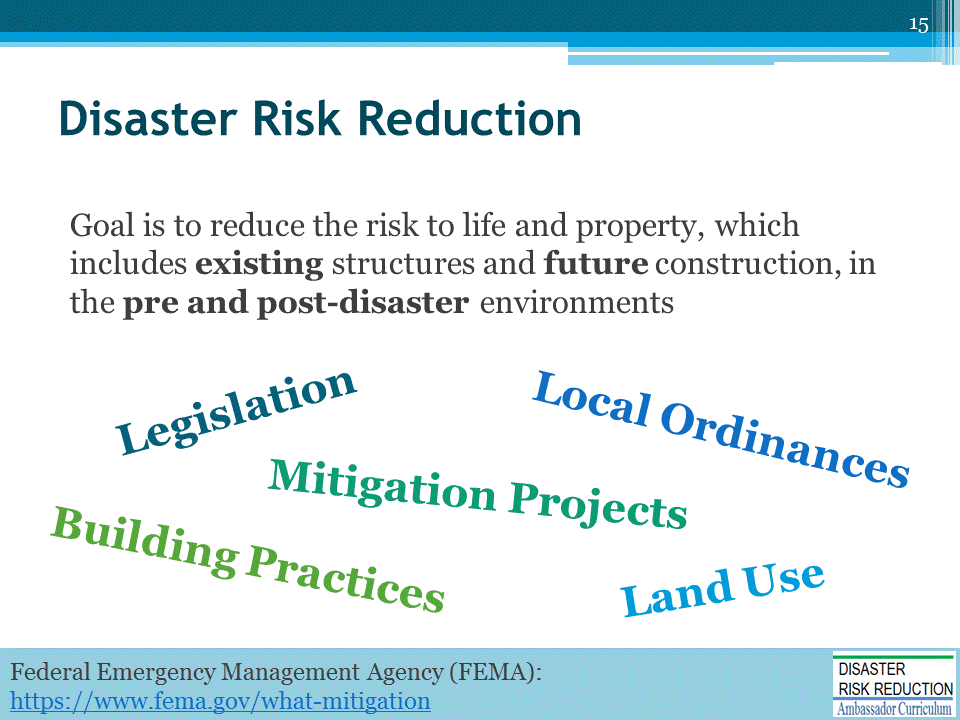 15
Disaster Risk Reduction
Goal is to reduce the risk to life and property, which
includes existing structures and future construction, in
the pre and post-disaster environments
Legislation
Local Ordinances
Mitigation Projects
Building Practices
Land Use
Federal Emergency Management Agency (FEMA):
https://www.fema.gov/what-mitigation
DISASTER
RISK REDUCTION
Ambassador Curriculum